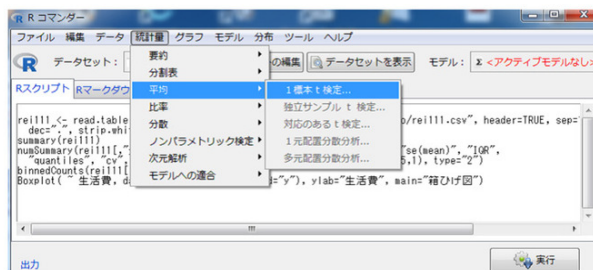 R コマンダー
ファイル 編集 データ 統計量 グラフ モデル 分布 ツール ヘルプ
データセット: の編集 データセットを表示 モデル: Σ <アクティブモデルなし>
要約
分割表
Rスクリプト Rマークダウ
平均
1標本 t 検定...
比率
独立サンプル t 検定...
分散
対応のある t 検定...
ノンパラメトリック検定
1元配置分散分析...
次元解析
多元配置分散分析...
モデルへの適合
rei111 <- read.table p/rei111.csv", header=TRUE, sep=
dec=".", strip.whi
summary(rei111)
numSummary(rei111[," "se(mean)", "IQR",
"quantiles", "cv", 5,1), type="2")
binnedCounts(rei111[
Boxplot( ~ 生活費, da d="y"), ylab="生活費", main="箱ひげ図")
出力
実行